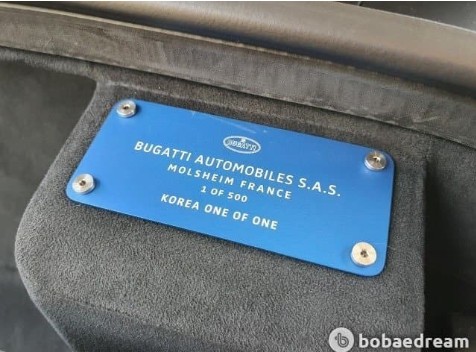 BUGATTI
BUGATTI AUTOMOBILES S.A.S.
MOLSHEIM FRANCE
1 OF 500
KOREA ONE OF ONE
b bobaedream